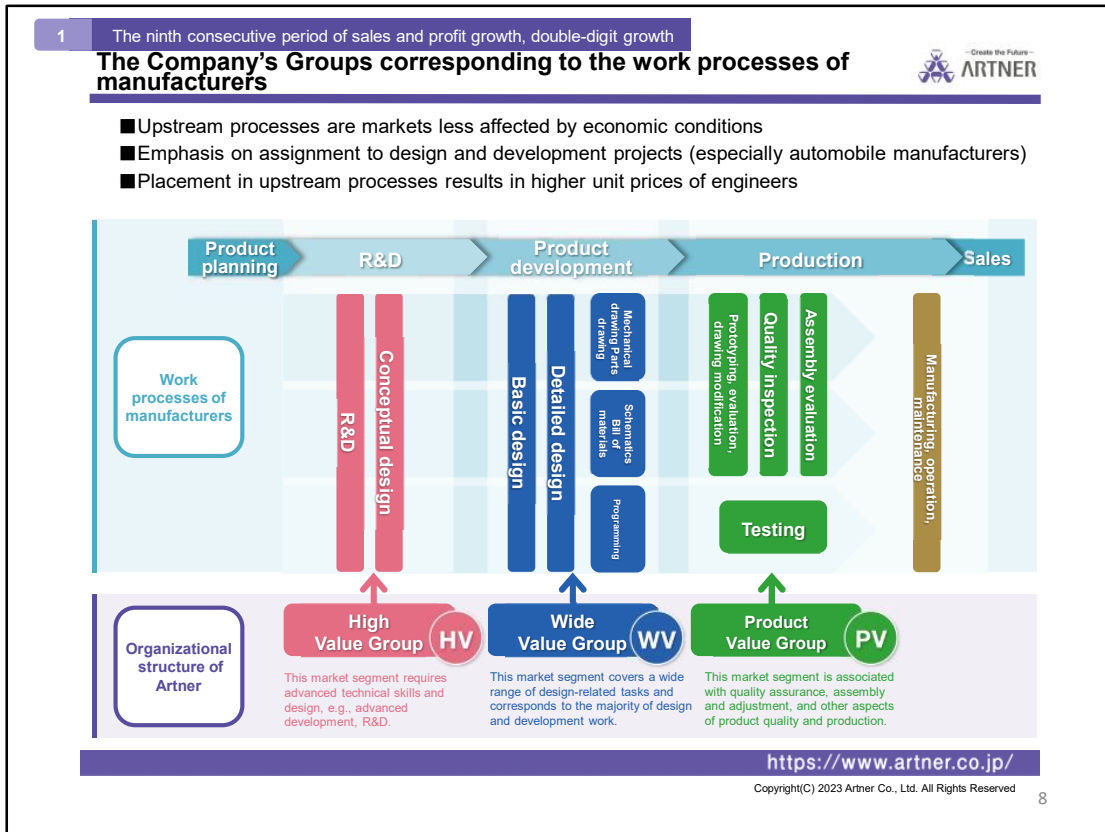 1
The ninth consecutive period of sales and profit growth, double-digit growth
The Company's Groups corresponding to the work processes of
manufacturers
−Create the Future−
ARTNER
■Upstream processes are markets less affected by economic conditions
■Emphasis on assignment to design and development projects (especially automobile manufacturers)
■Placement in upstream processes results in higher unit prices of engineers
Product
planning
R&D
Product
development
Production
Sales
Work
processes of
manufacturers
R&D
Conceptual design
Basic design
Detailed design
Mechanical
drawing Parts
drawing
Schematics
Bill of
materials
Programming
Prototyping, evaluation,
drawing modification
Quality inspection
Assembly evaluation
Testing
Manufacturing, operation,
maintenance
Organizational
structure of
Artner
High
Value Group
HV
This market segment requires
advanced technical skills and
design, e.g., advanced
development, R&D.
Wide
Value Group
WV
This market segment covers a wide
range of design-related tasks and
corresponds to the majority of design
and development work.
Product
Value Group
PV
This market segment is associated
with quality assurance, assembly
and adjustment, and other aspects
of product quality and production.
https://www.artner.co.jp/
Copyright(C) 2023 Artner Co., Ltd. All Rights Reserved
8